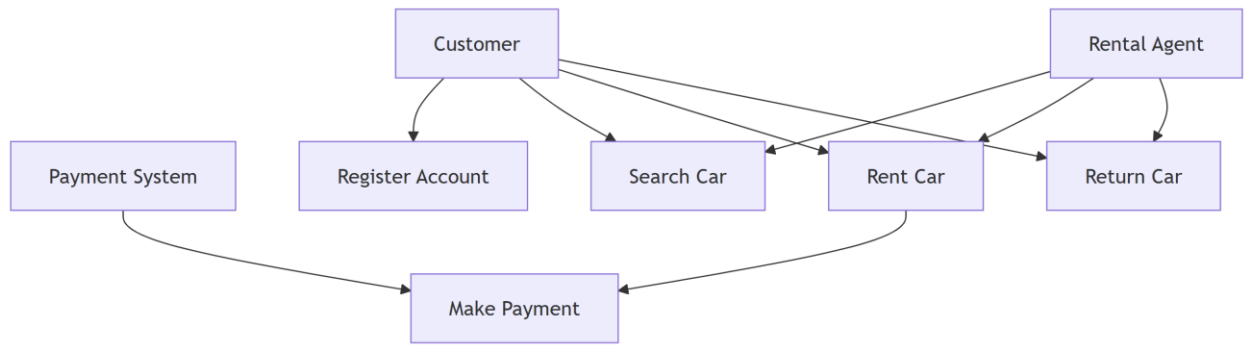 Customer
Rental Agent
Payment System
Register Account
Search Car
Rent Car
Return Car
Make Payment